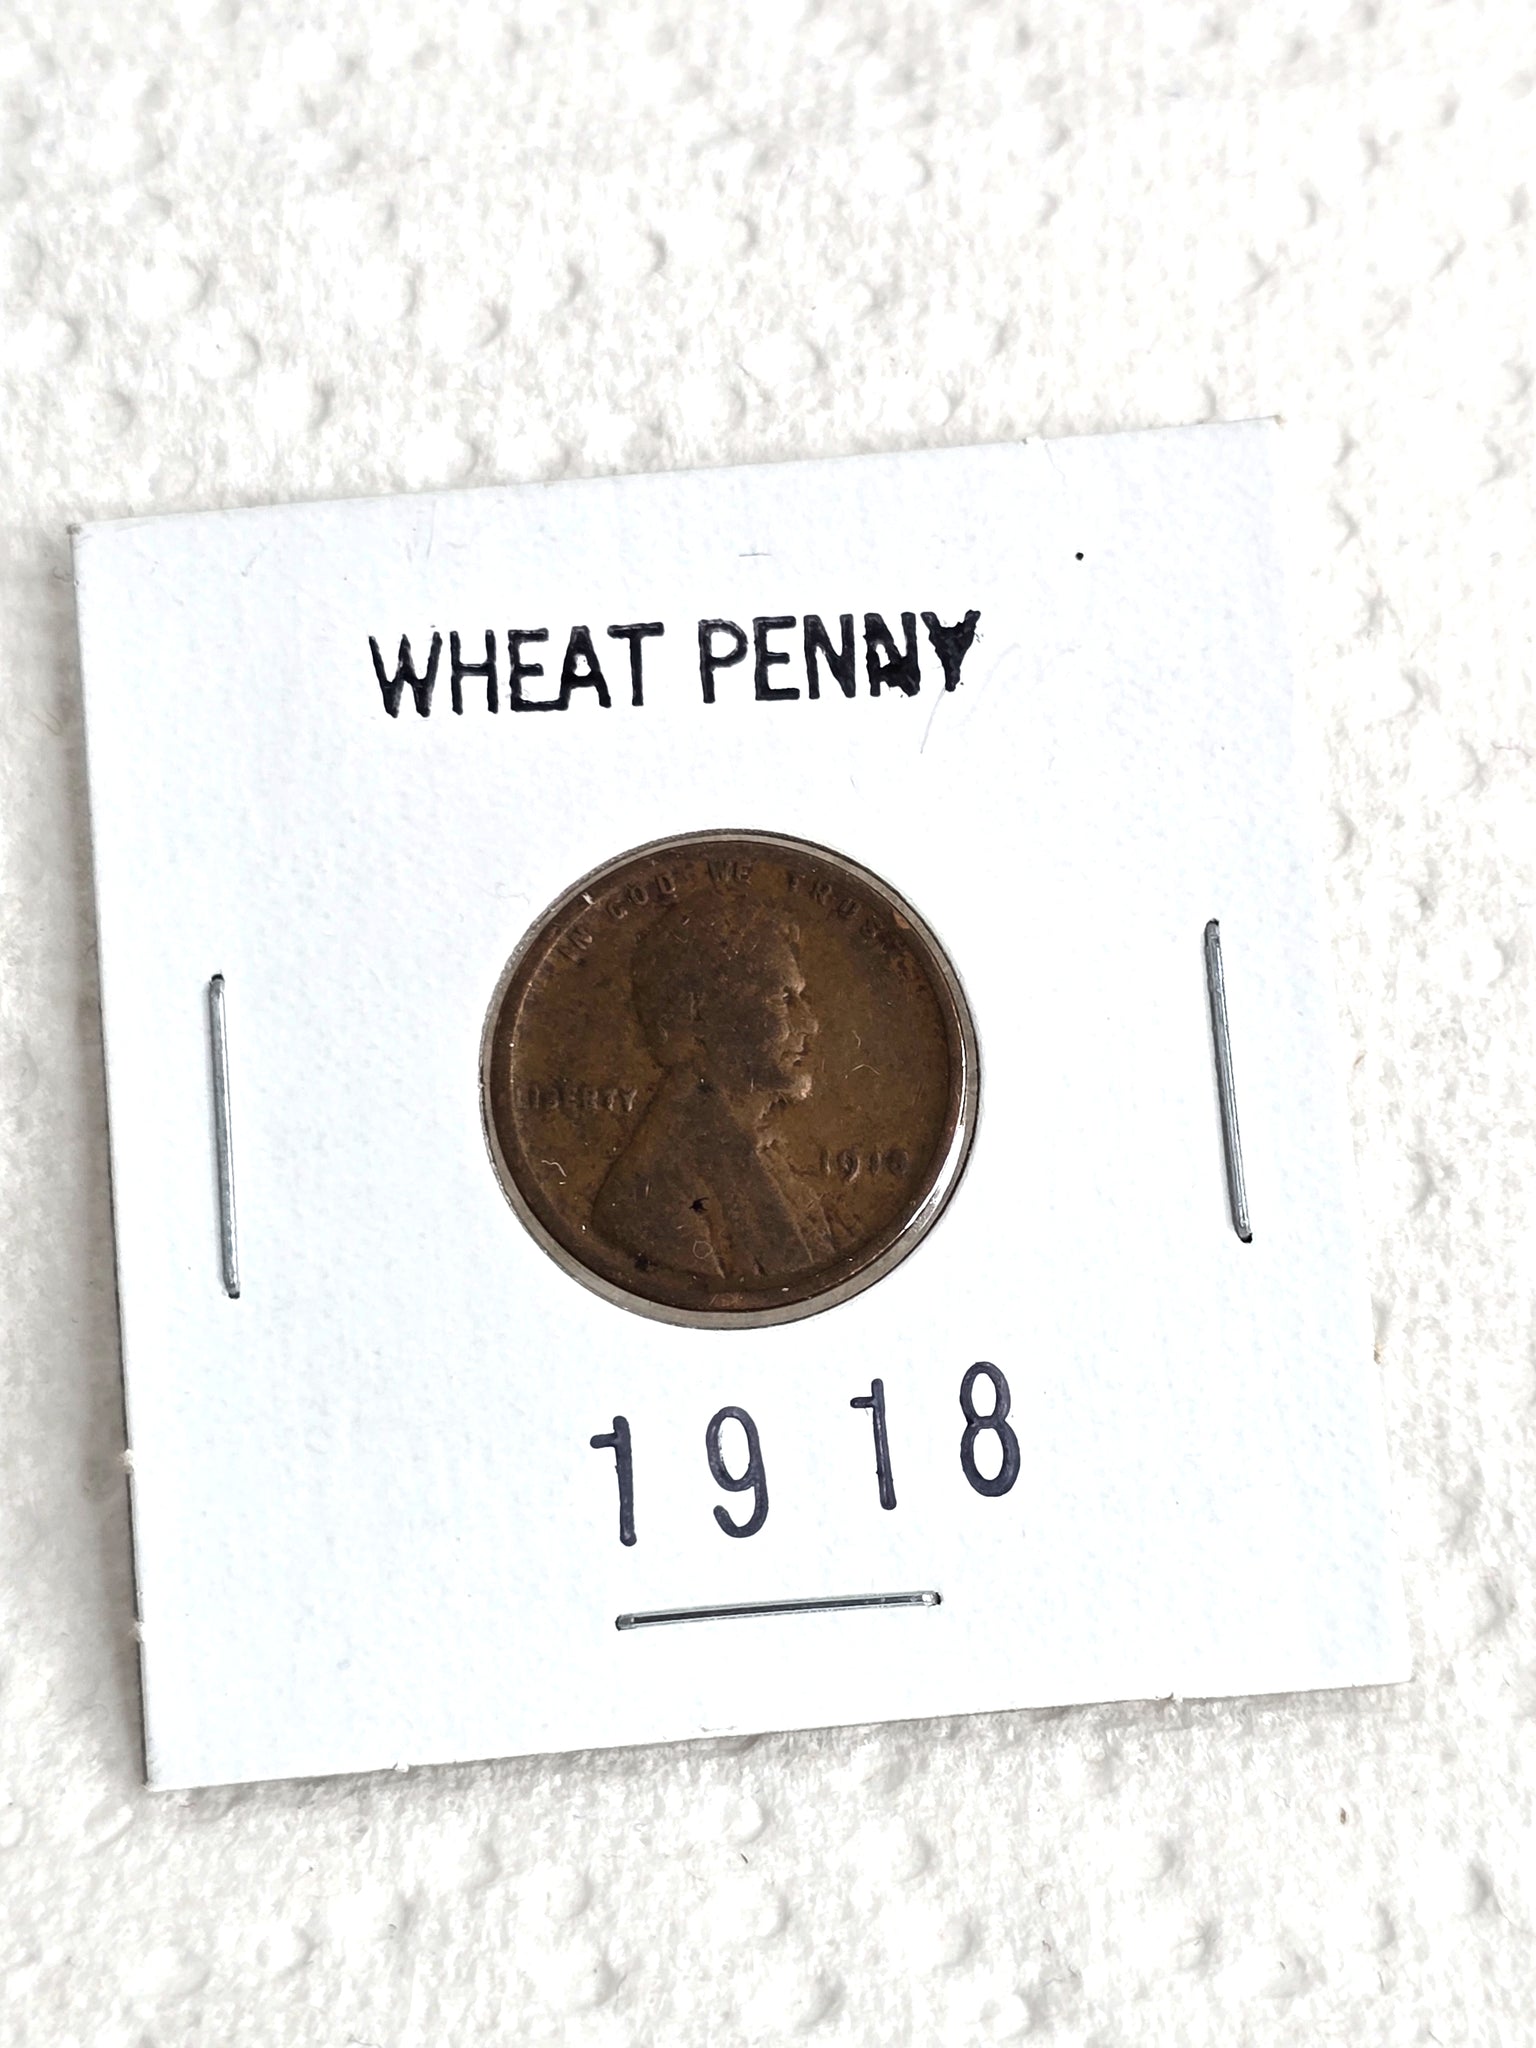 WHEAT PENNY
IN GOD WE TRUST
LIBERTY
1918
1918